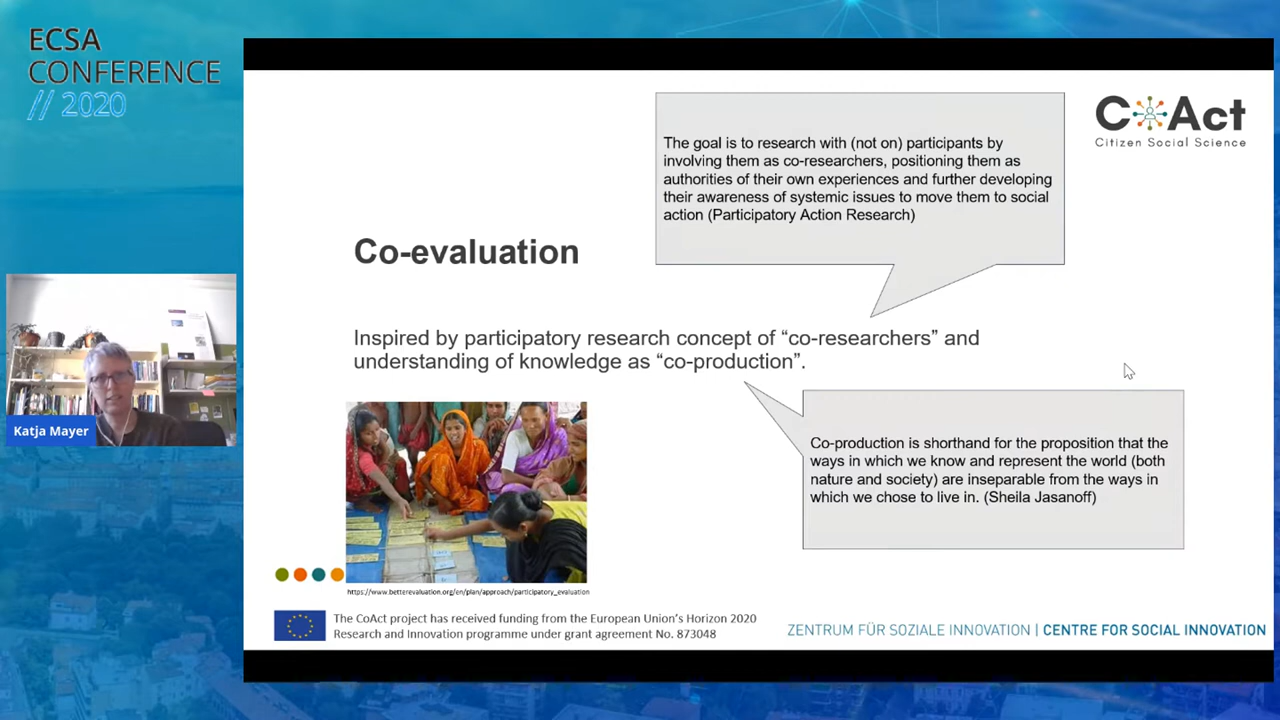 ECSA
CONFERENCE
// 2020
CoAct
Citizen Social Science
The goal is to research with (not on) participants by
involving them as co-researchers, positioning them as
authorities of their own experiences and further developing
their awareness of systemic issues to move them to social
action (Participatory Action Research)
Co-evaluation
Inspired by participatory research concept of “co-researchers” and
understanding of knowledge as “co-production”.
Katja Mayer
Co-production is shorthand for the proposition that the
ways in which we know and represent the world (both
nature and society) are inseparable from the ways in
which we chose to live in. (Sheila Jasanoff)
https://www.betterevaluation.org/en/plan/approach/participatory_evaluation
The CoAct project has received funding from the European Union’s Horizon 2020
Research and Innovation programme under grant agreement No. 873048
ZENTRUM FÜR SOZIALE INNOVATION | CENTRE FOR SOCIAL INNOVATION